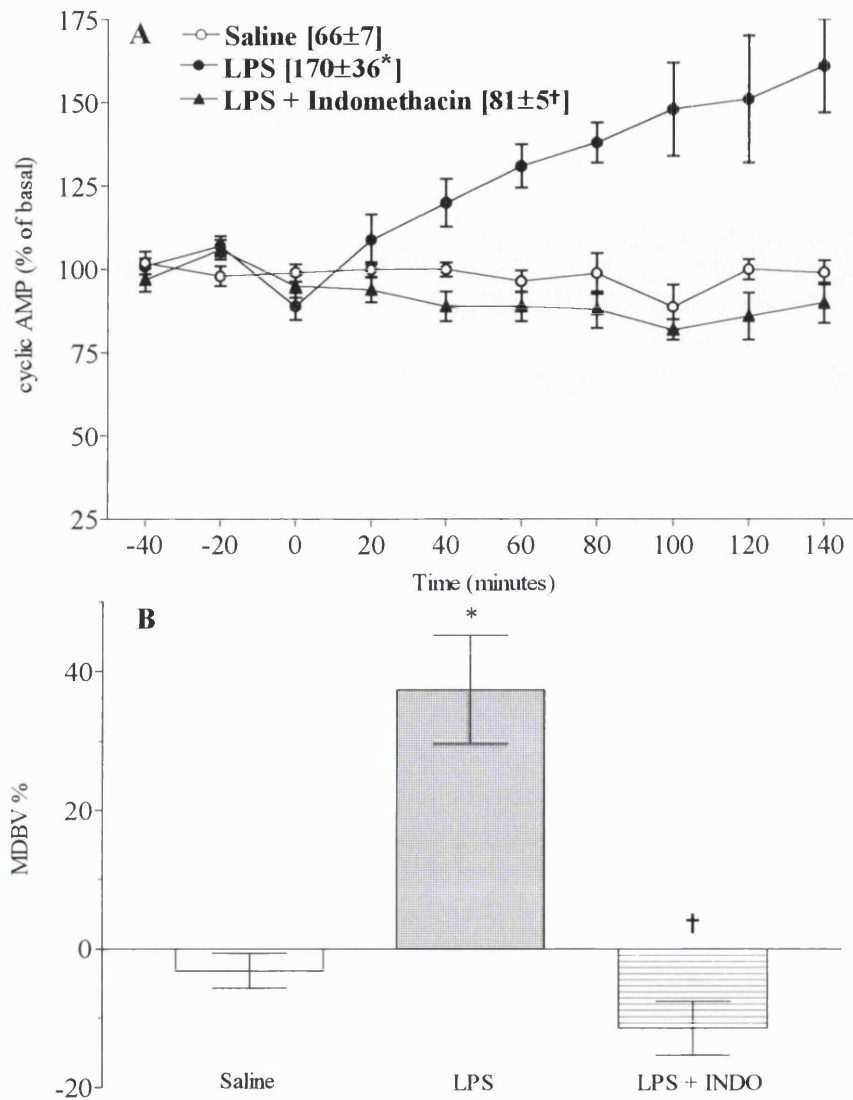 A
Saline [66±7]
LPS [170±36*]
LPS + Indomethacin [81±5†]
cyclic AMP (% of basal)
175
150
125
100
75
50
25
-40 -20 0 20 40 60 80 100 120 140
Time (minutes)
B
MDBV %
40
20
0
-20
*
†
Saline LPS LPS + INDO